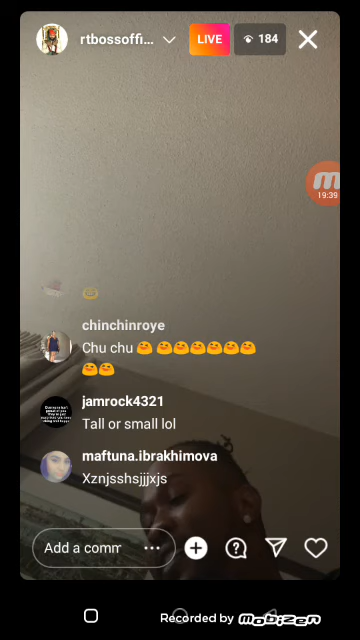 rtbossoffi...
LIVE
184
19:39
chinchinroye
Chu chu
jamrock4321
Tall or small lol
maftuna.ibrakhimova
Xznjsshsjjjxjs
Add a comm
Recorded by MOBIZEN